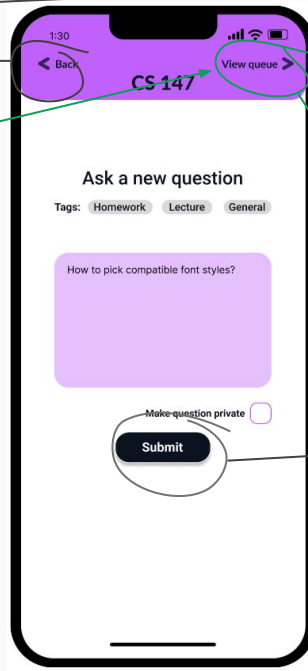 1:30
Back View queue
CS 147
Ask a new question
Tags: Homework Lecture General
How to pick compatible font styles?
Make question private
Submit